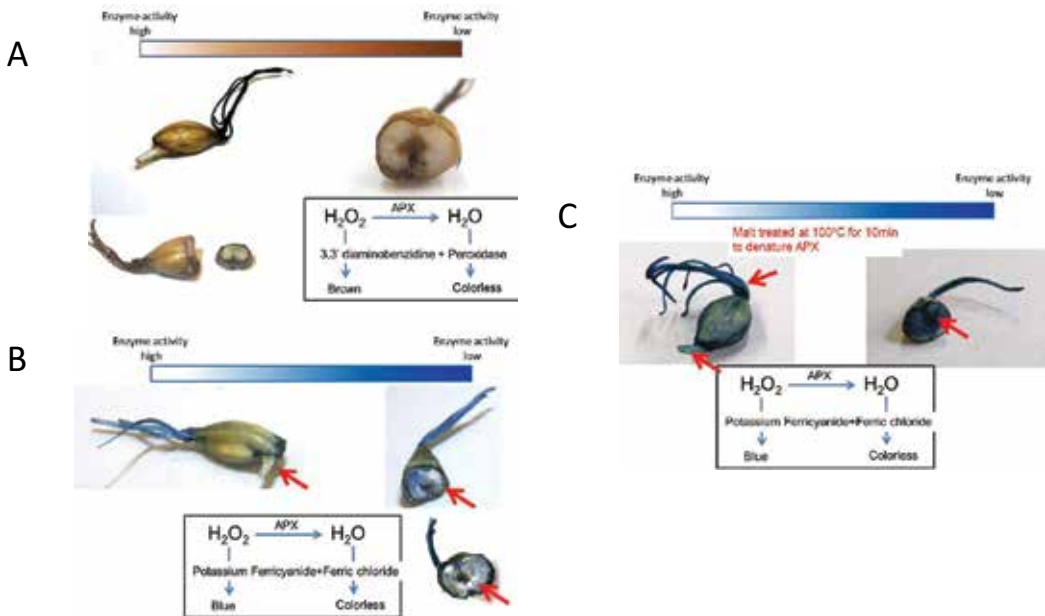 A
Enzyme activity
high
Enzyme activity
low
H2O2 APX H2O
3,3' diaminobenzidine + Peroxidase
Brown Colorless
B
Enzyme activity
high
Enzyme activity
low
H2O2 APX H2O
Potassium Ferricyanide+Ferric chloride
Blue Colorless
C
Enzyme activity
high
Enzyme activity
low
Malt treated at 100°C for 10min
to denature APX
H2O2 APX H2O
Potassium Ferricyanide+Ferric chloride
Blue Colorless